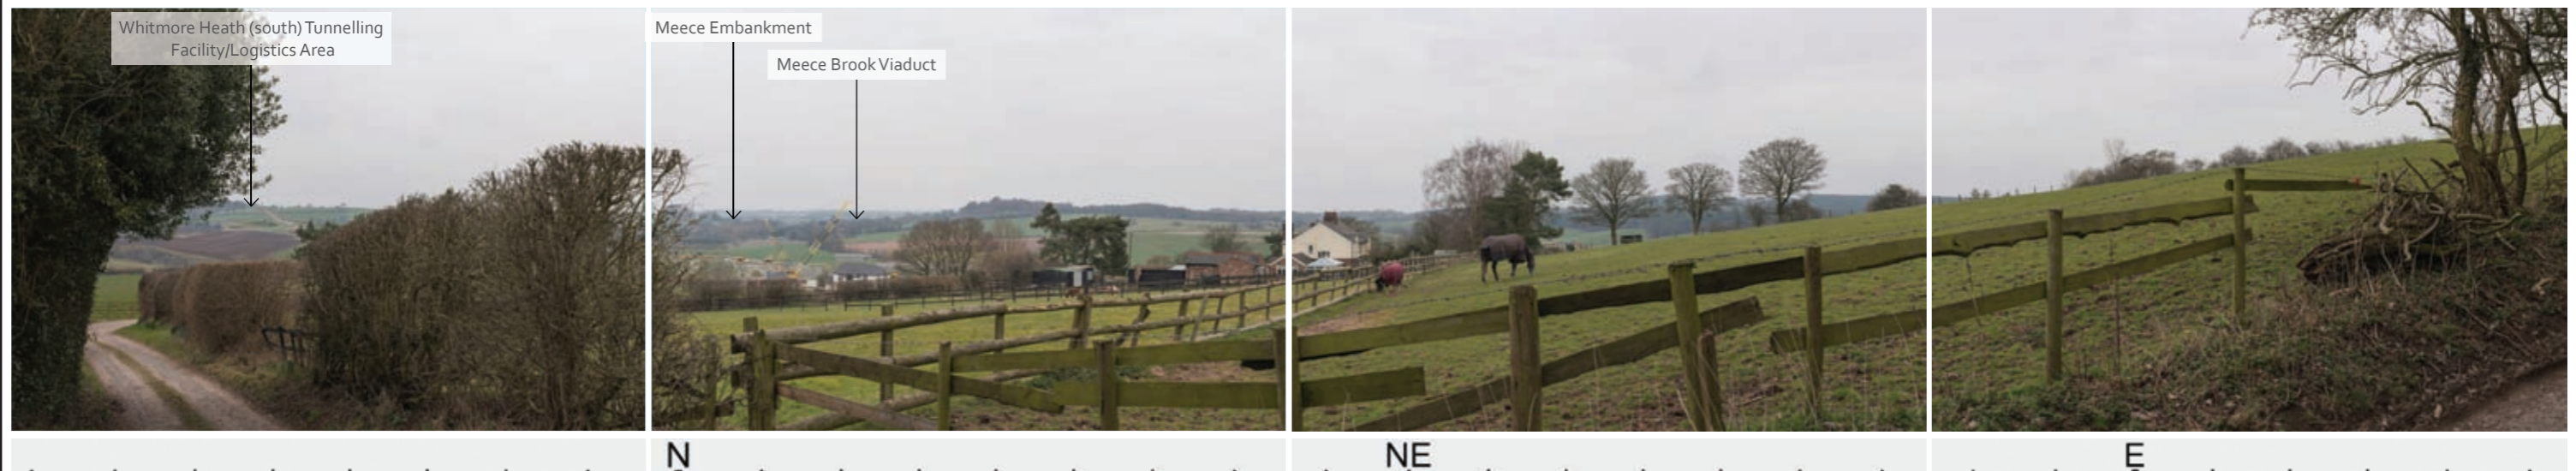 Whitmore Heath (south) Tunnelling
Facility/Logistics Area
Meece Embankment
Meece Brook Viaduct
N
NE
E